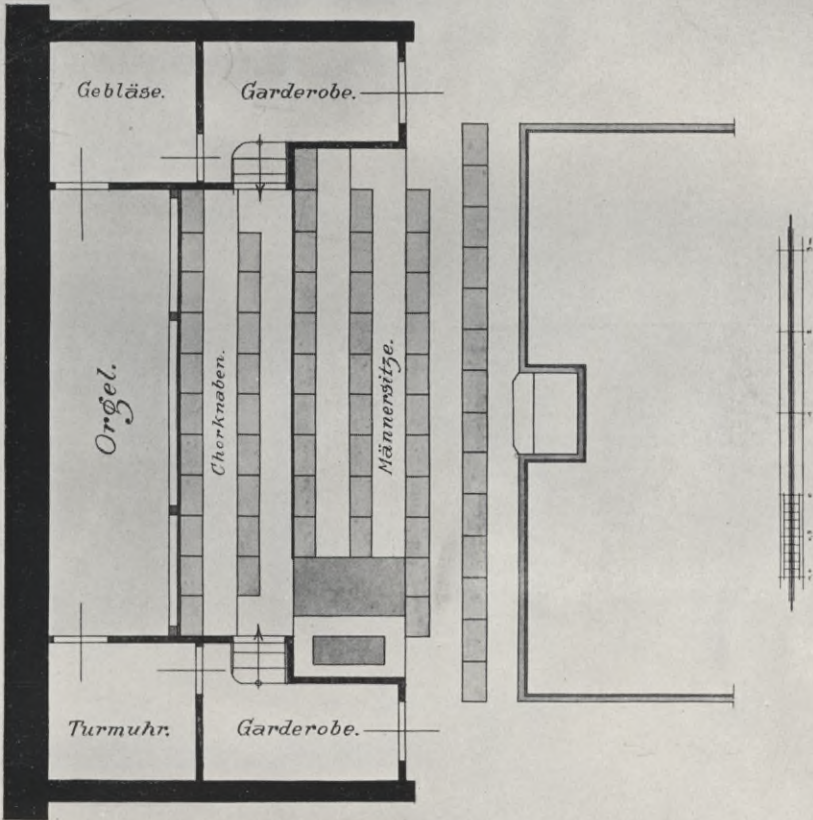 Gebläse.
Garderobe.
Orgel.
Chorknaben.
Männersitze.
Turmuhr.
Garderobe.